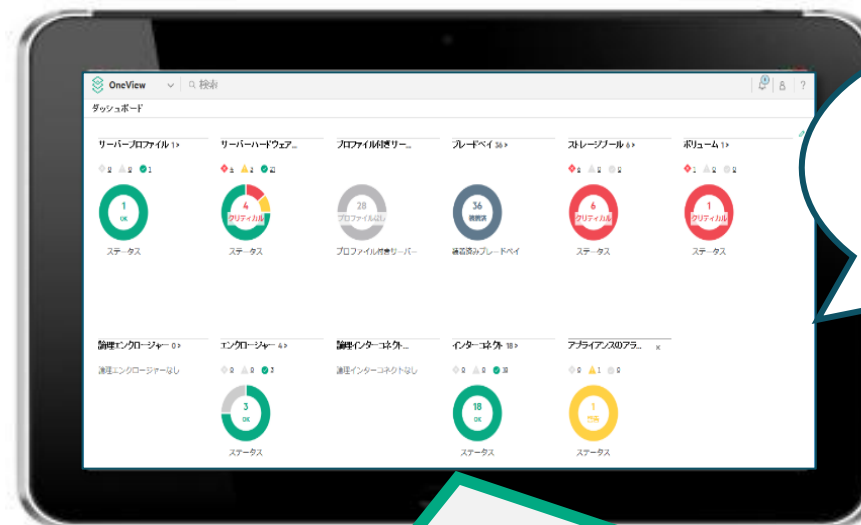 OneView
検索
?
ダッシュボード
サーバープロファイル 1>
サーバーハードウェア...
プロファイル付きサー...
ブレードベイ 36>
ストレージプール 6>
ボリューム 1>
1
OK
4
クリティカル
28
プロファイルなし
36
装着済
6
クリティカル
1
クリティカル
ステータス
ステータス
プロファイル付きサーバー
装着済みブレードベイ
ステータス
ステータス
論理エンクロージャー 0>
エンクロージャー 4>
論理インターコネクト...
インターコネクト 18>
アプライアンスのアラ... ×
論理エンクロージャーなし
論理インターコネクトなし
3
OK
18
OK
1
ステータス
ステータス
ステータス